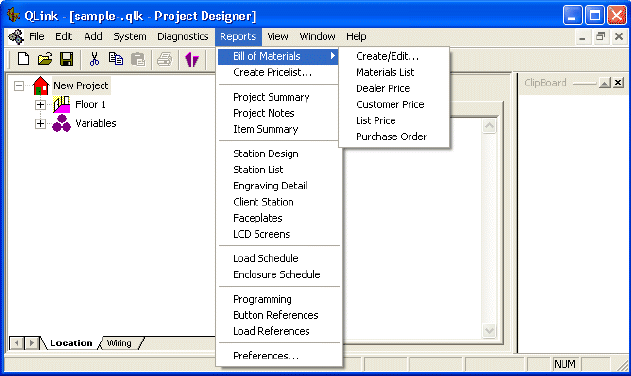 QLink - [sample .qlk - Project Designer]
File Edit Add System Diagnostics Reports View Window Help
New Project
Floor 1
Variables
Location Wiring
Bill of Materials
Create Pricelist...
Project Summary
Project Notes
Item Summary
Station Design
Station List
Engraving Detail
Client Station
Faceplates
LCD Screens
Load Schedule
Enclosure Schedule
Programming
Button References
Load References
Preferences...
Create/Edit...
Materials List
Dealer Price
Customer Price
List Price
Purchase Order
ClipBoard
NUM